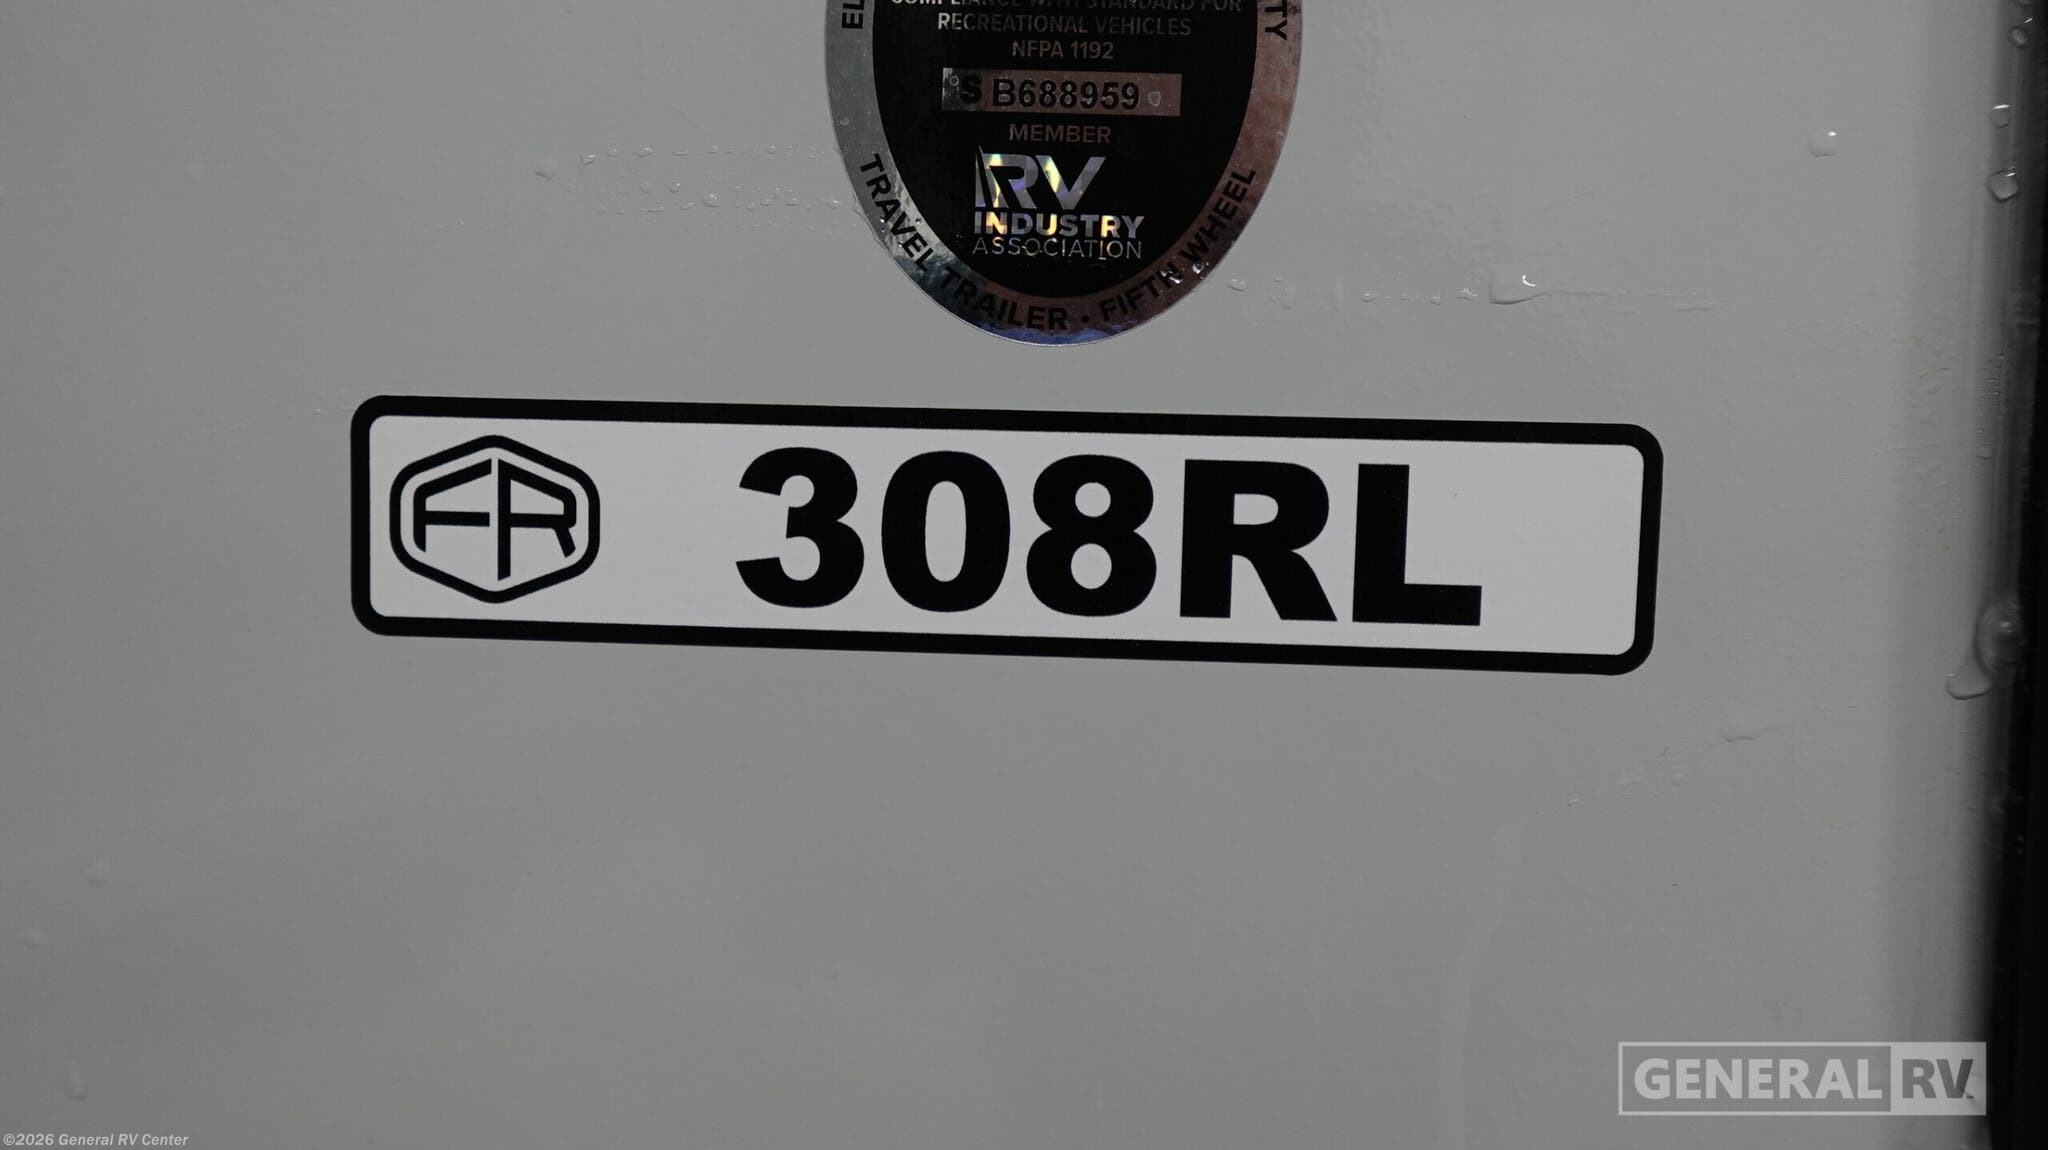 COMPLIANCE WITH STANDARD FOR
RECREATIONAL VEHICLES
NFPA 1192
S B688959
MEMBER
RV
INDUSTRY
ASSOCIATION
TRAVEL TRAILER • FIFTH WHEEL
FR 308RL
GENERAL RV
©2026 General RV Center